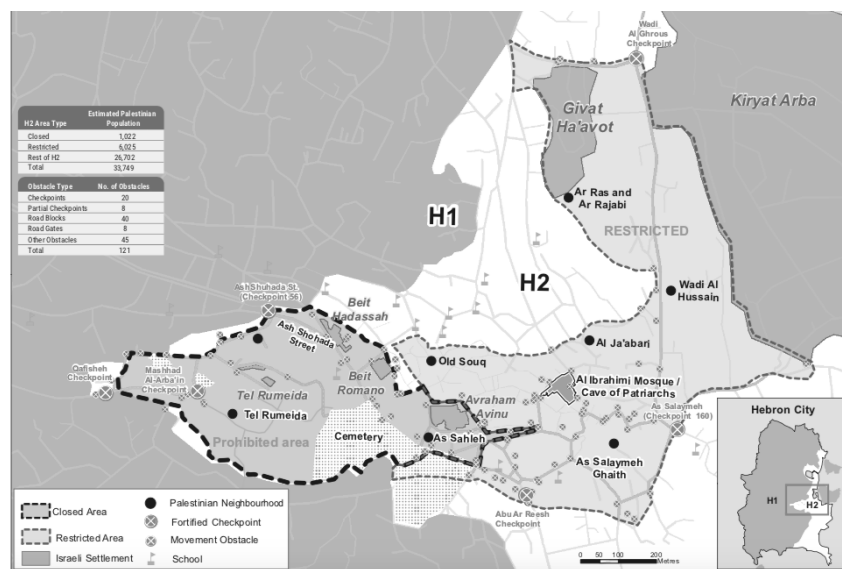 Wadi
Al Ghrous
Checkpoint
Givat
Ha'avot
Kiryat Arba
H2 Area Type Estimated Palestinian Population
Closed 1,022
Restricted 6,025
Rest of H2 26,702
Total 33,749
Obstacle Type No. of Obstacles
Checkpoints 20
Partial Checkpoints 8
Road Blocks 40
Road Gates 8
Other Obstacles 45
Total 121
Ar Ras and
Ar Rajabi
H1
RESTRICTED
H2
Ash Shuhada St.
(Checkpoint 56)
Beit
Hadassah
Wadi Al
Hussain
Ash Shohada
Street
Al Ja'abari
Old Souq
Qafisheh
Checkpoint
Mashhad
Al-Arba'in
Checkpoint
Beit
Romano
Al Ibrahimi Mosque /
Cave of Patriarchs
Tel Rumeida
Avraham
Avinu
Tel Rumeida
As Salaymeh
(Checkpoint 160)
Hebron City
Prohibited area
Cemetery
As Sahleh
As Salaymeh
Ghaith
Abu Ar Reesh
Checkpoint
H1
H2
Closed Area
Restricted Area
Israeli Settlement
Palestinian Neighbourhood
Fortified Checkpoint
Movement Obstacle
School
0 50 100 200
Metres